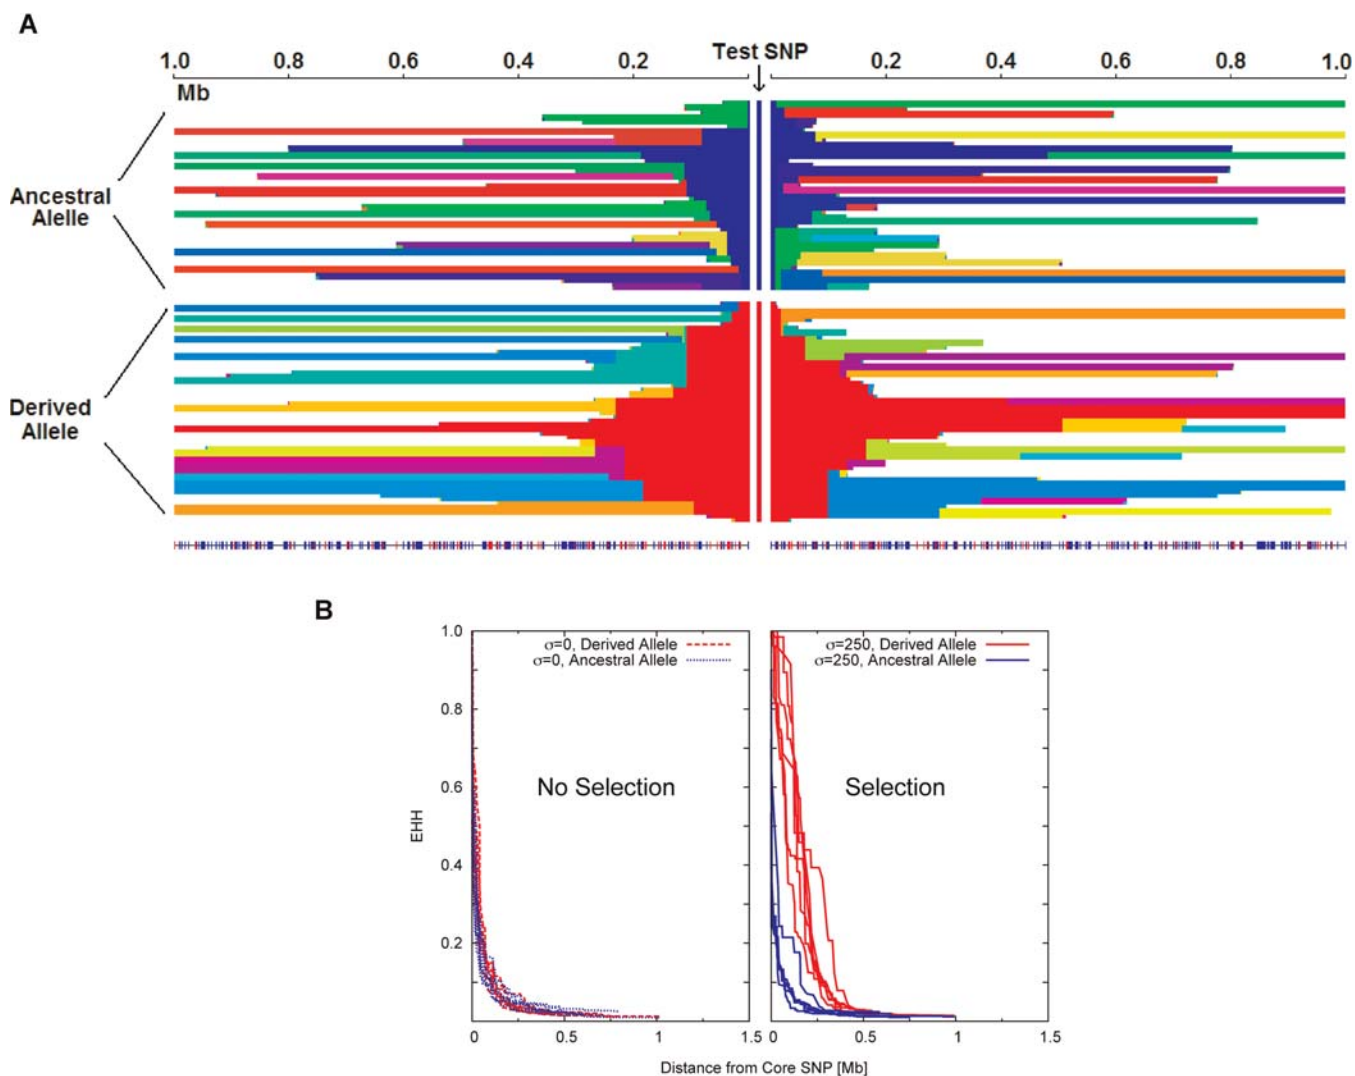 A
Test SNP
1.0 0.8 0.6 0.4 0.2 0.2 0.4 0.6 0.8 1.0
Mb
Ancestral
Alelle
Derived
Allele
B
1.0
0.8
0.6
0.4
0.2
EHH
σ=0, Derived Allele
σ=0, Ancestral Allele
No Selection
σ=250, Derived Allele
σ=250, Ancestral Allele
Selection
0 0.5 1 1.5 0 0.5 1 1.5
Distance from Core SNP [Mb]